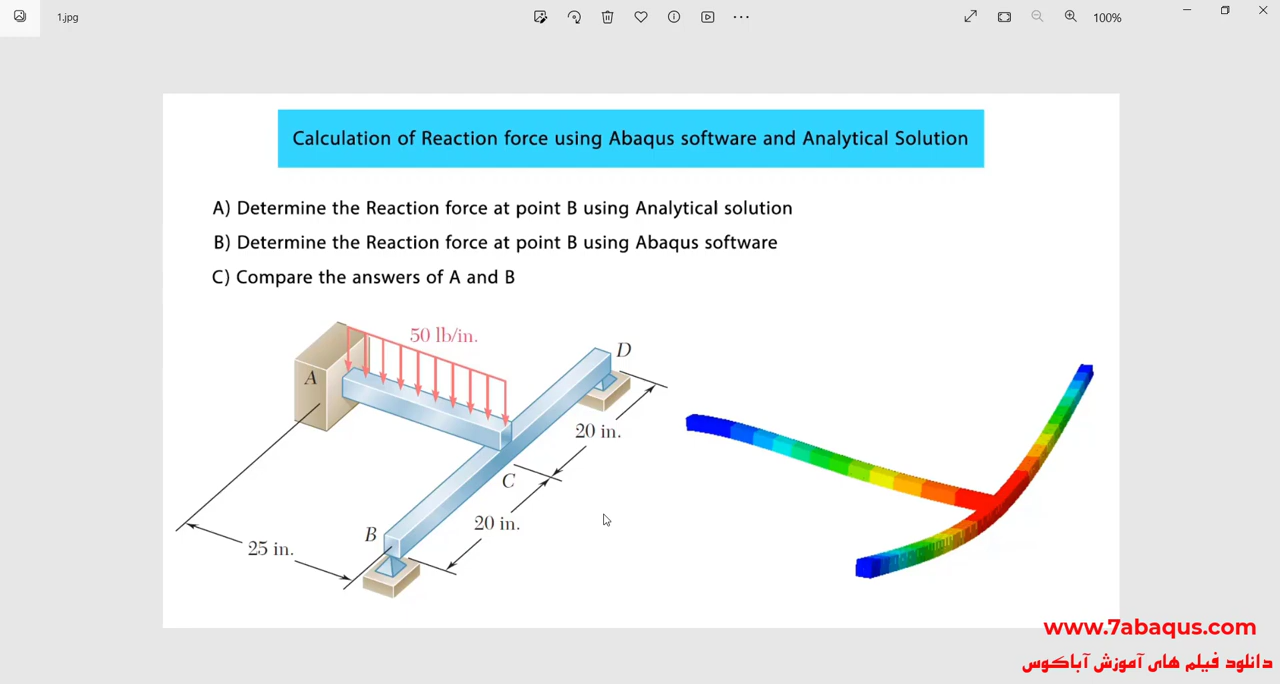 1.jpg
100%
Calculation of Reaction force using Abaqus software and Analytical Solution
A) Determine the Reaction force at point B using Analytical solution
B) Determine the Reaction force at point B using Abaqus software
C) Compare the answers of A and B
50 lb/in.
D
A
20 in.
C
20 in.
B
25 in.
www.7abaqus.com
دانلود فیلم های آموزش آباکوس